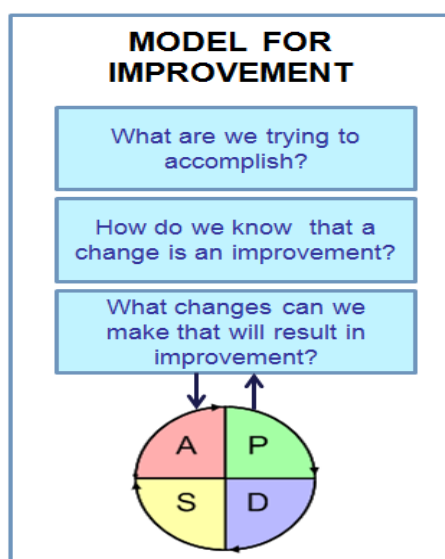 MODEL FOR
IMPROVEMENT
What are we trying to
accomplish?
How do we know that a
change is an improvement?
What changes can we
make that will result in
improvement?
A P
S D